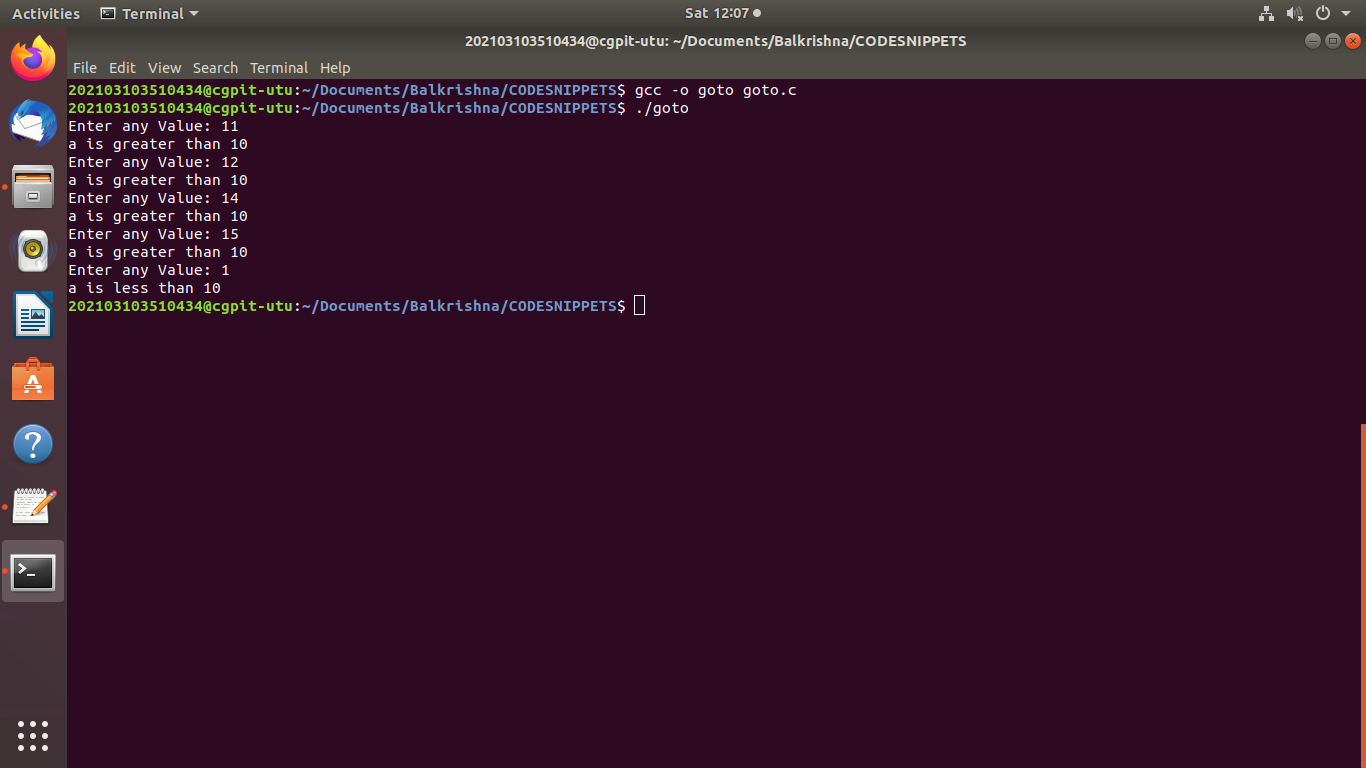 Activities Terminal Sat 12:07
202103103510434@cgpit-utu: ~/Documents/Balkrishna/CODESNIPPETS
File Edit View Search Terminal Help
202103103510434@cgpit-utu:~/Documents/Balkrishna/CODESNIPPETS$ gcc -o goto goto.c
202103103510434@cgpit-utu:~/Documents/Balkrishna/CODESNIPPETS$ ./goto
Enter any Value: 11
a is greater than 10
Enter any Value: 12
a is greater than 10
Enter any Value: 14
a is greater than 10
Enter any Value: 15
a is greater than 10
Enter any Value: 1
a is less than 10
202103103510434@cgpit-utu:~/Documents/Balkrishna/CODESNIPPETS$